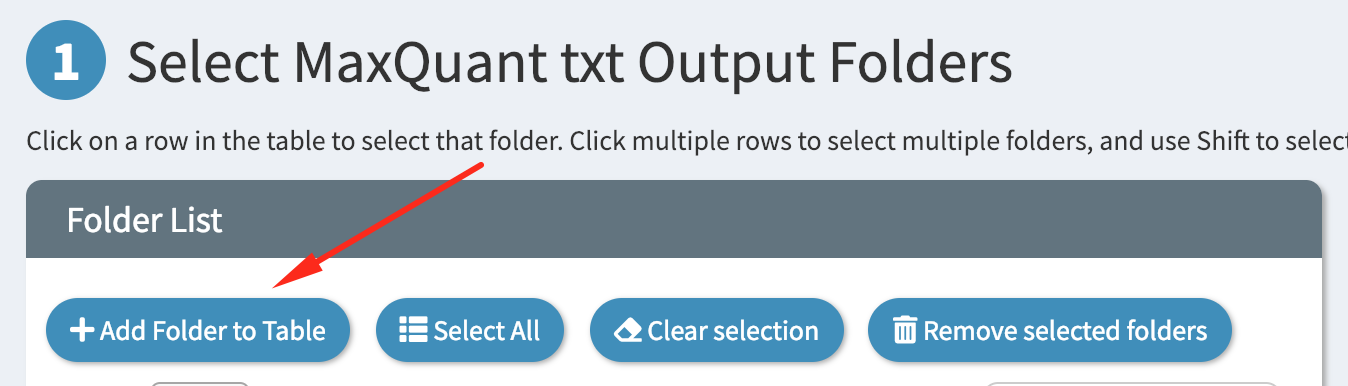 1 Select MaxQuant txt Output Folders
Click on a row in the table to select that folder. Click multiple rows to select multiple folders, and use Shift to select
Folder List
Add Folder to Table Select All Clear selection Remove selected folders